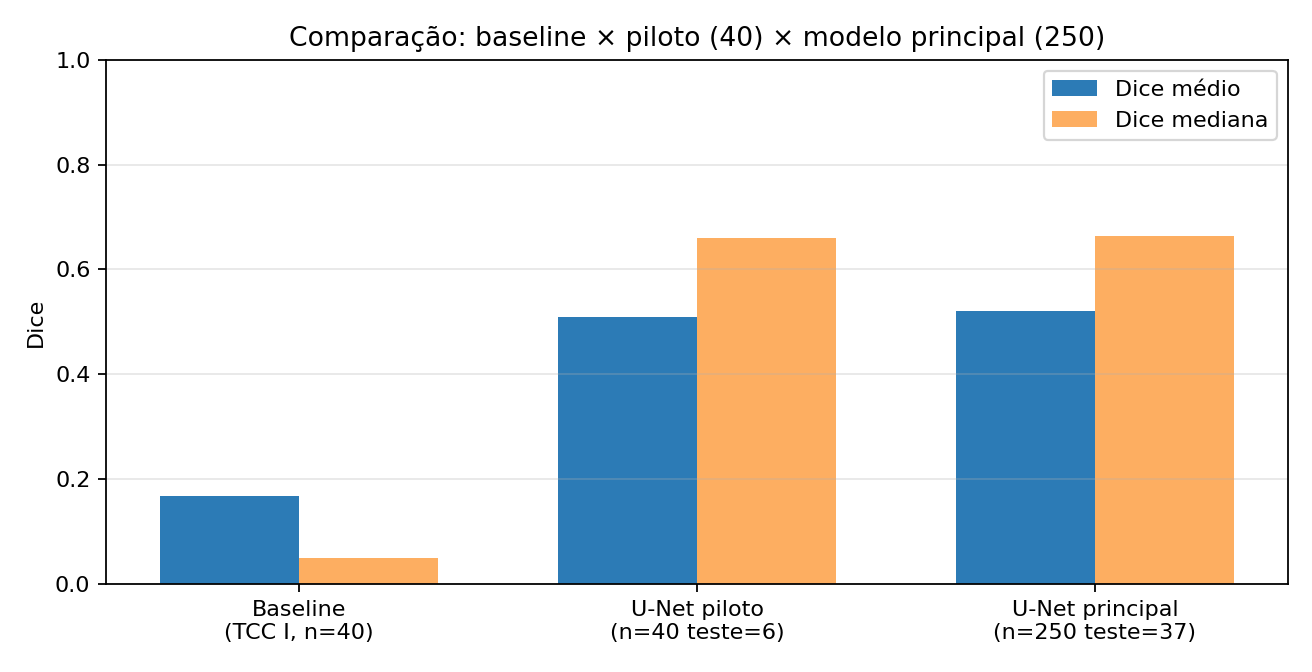 Comparação: baseline × piloto (40) × modelo principal (250)
Dice médio
Dice mediana
1.0
0.8
0.6
0.4
0.2
0.0
Dice
Baseline
(TCC I, n=40)
U-Net piloto
(n=40 teste=6)
U-Net principal
(n=250 teste=37)